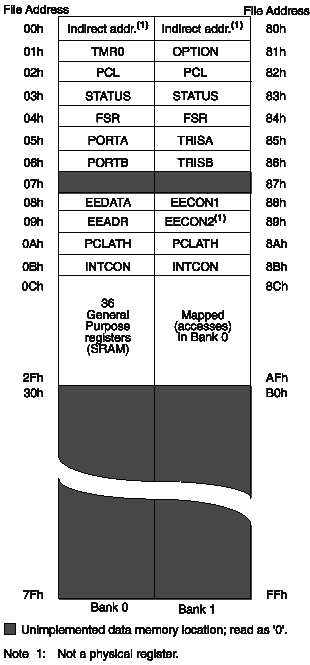 File Address File Address
00h Indirect addr.(1) Indirect addr.(1) 80h
01h TMR0 OPTION 81h
02h PCL PCL 82h
03h STATUS STATUS 83h
04h FSR FSR 84h
05h PORTA TRISA 85h
06h PORTB TRISB 86h
07h 87h
08h EEDATA EECON1 88h
09h EEADR EECON2(1) 89h
0Ah PCLATH PCLATH 8Ah
0Bh INTCON INTCON 8Bh
0Ch 8Ch
36
General
Purpose
registers
(SRAM)
Mapped
(accesses)
in Bank 0
2Fh AFh
30h B0h
7Fh FFh
Bank 0 Bank 1
Unimplemented data memory location; read as '0'.
Note 1: Not a physical register.